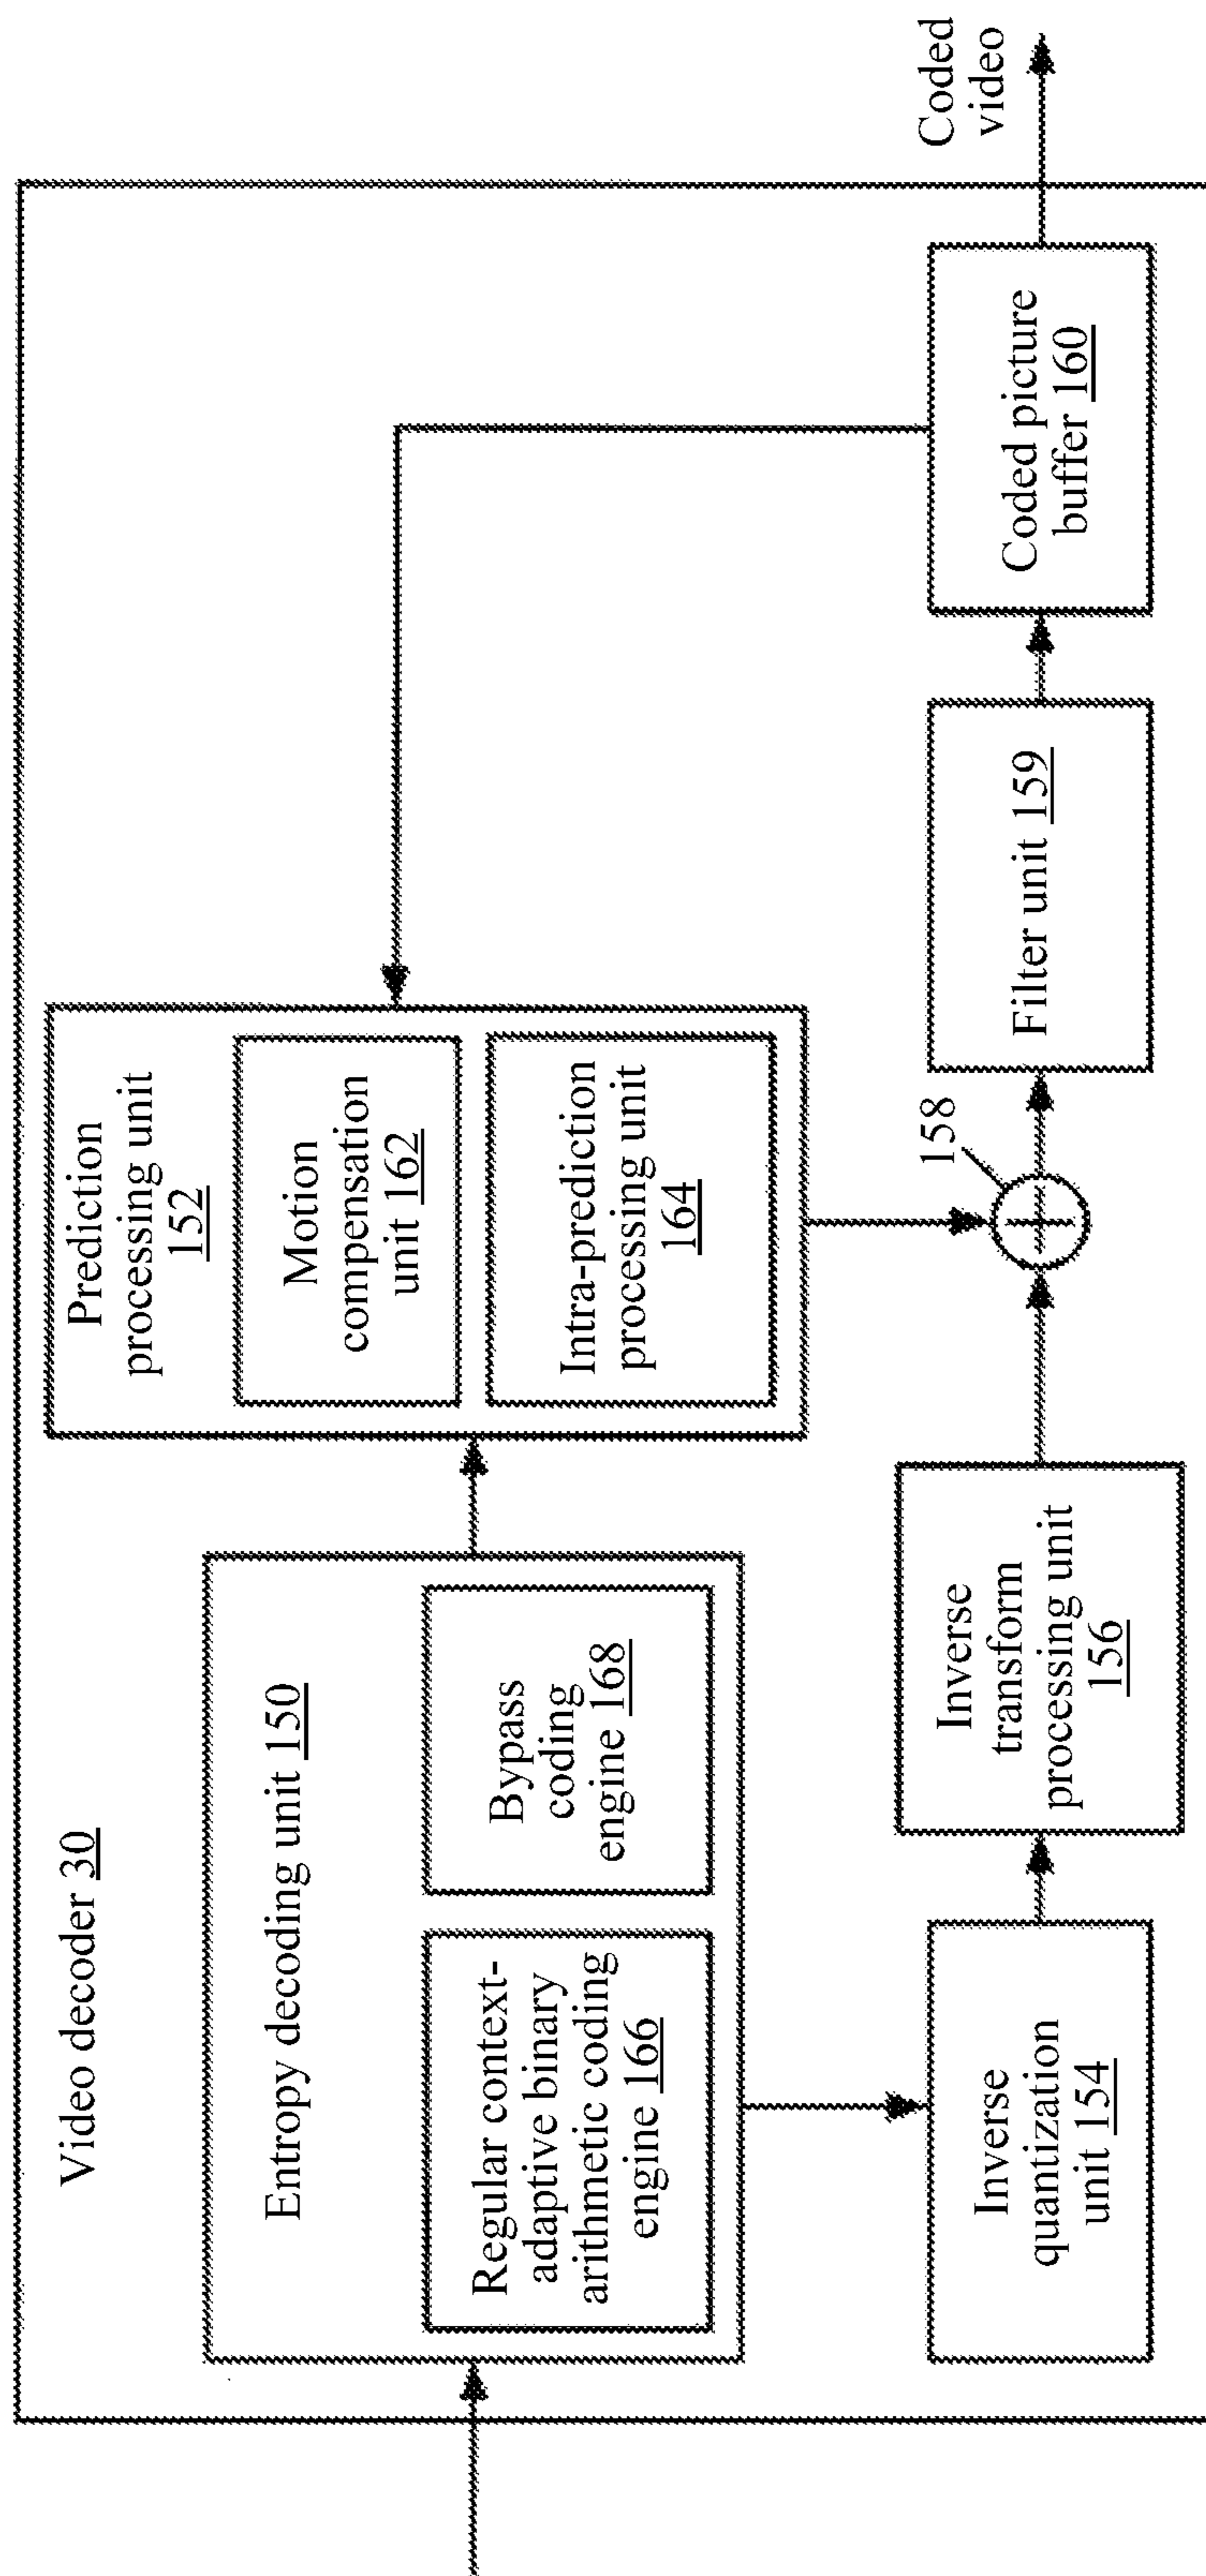 Video decoder 30
Entropy decoding unit 150
Regular context-
adaptive binary
arithmetic coding
engine 166
Bypass
coding
engine 168
Prediction
processing unit
152
Motion
compensation
unit 162
Intra-prediction
processing unit
164
Inverse
quantization
unit 154
Inverse
transform
processing unit
156
158
Filter unit 159
Coded picture
buffer 160
Coded
video